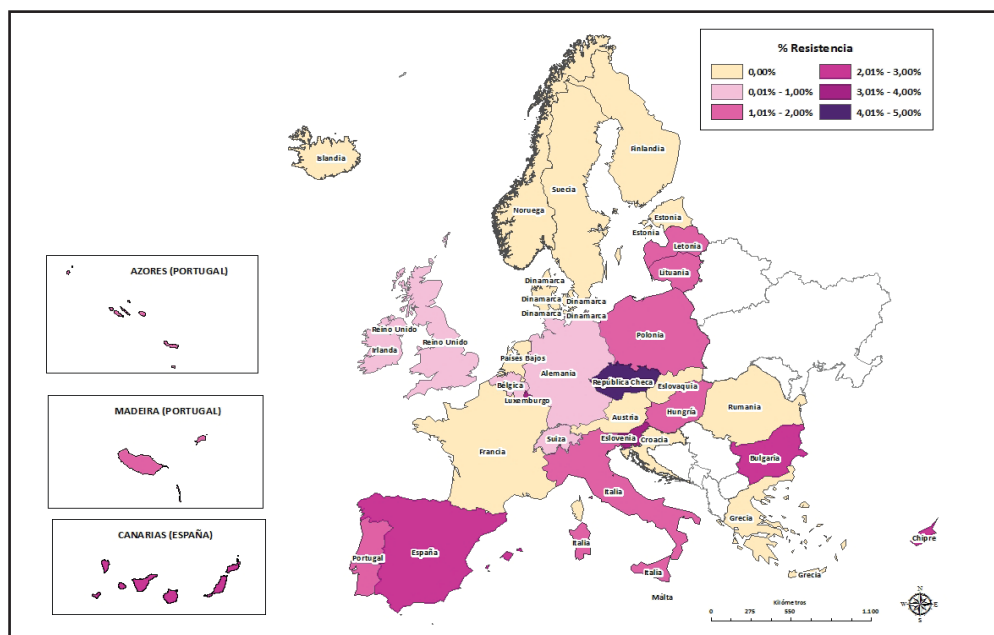 % Resistencia
0,00%
0,01% - 1,00%
1,01% - 2,00%
2,01% - 3,00%
3,01% - 4,00%
4,01% - 5,00%
Islandia
Finlandia
Suecia
Noruega
Estonia
Estonia
Letonia
Lituania
AZORES (PORTUGAL)
Dinamarca
Dinamarca
Dinamarca
Dinamarca
Dinamarca
Reino Unido
Reino Unido
Irlanda
Polonia
Países Bajos
Alemania
Bélgica
Luxemburgo
República Checa
Eslovaquia
MADEIRA (PORTUGAL)
Austria
Hungría
Rumania
Suiza
Eslovenia
Croacia
Francia
Bulgaria
Italia
Grecia
CANARIAS (ESPAÑA)
Portugal
España
Italia
Italia
Grecia
Chipre
Malta
Kilómetros
0 275 550 1.100
N
W E
S